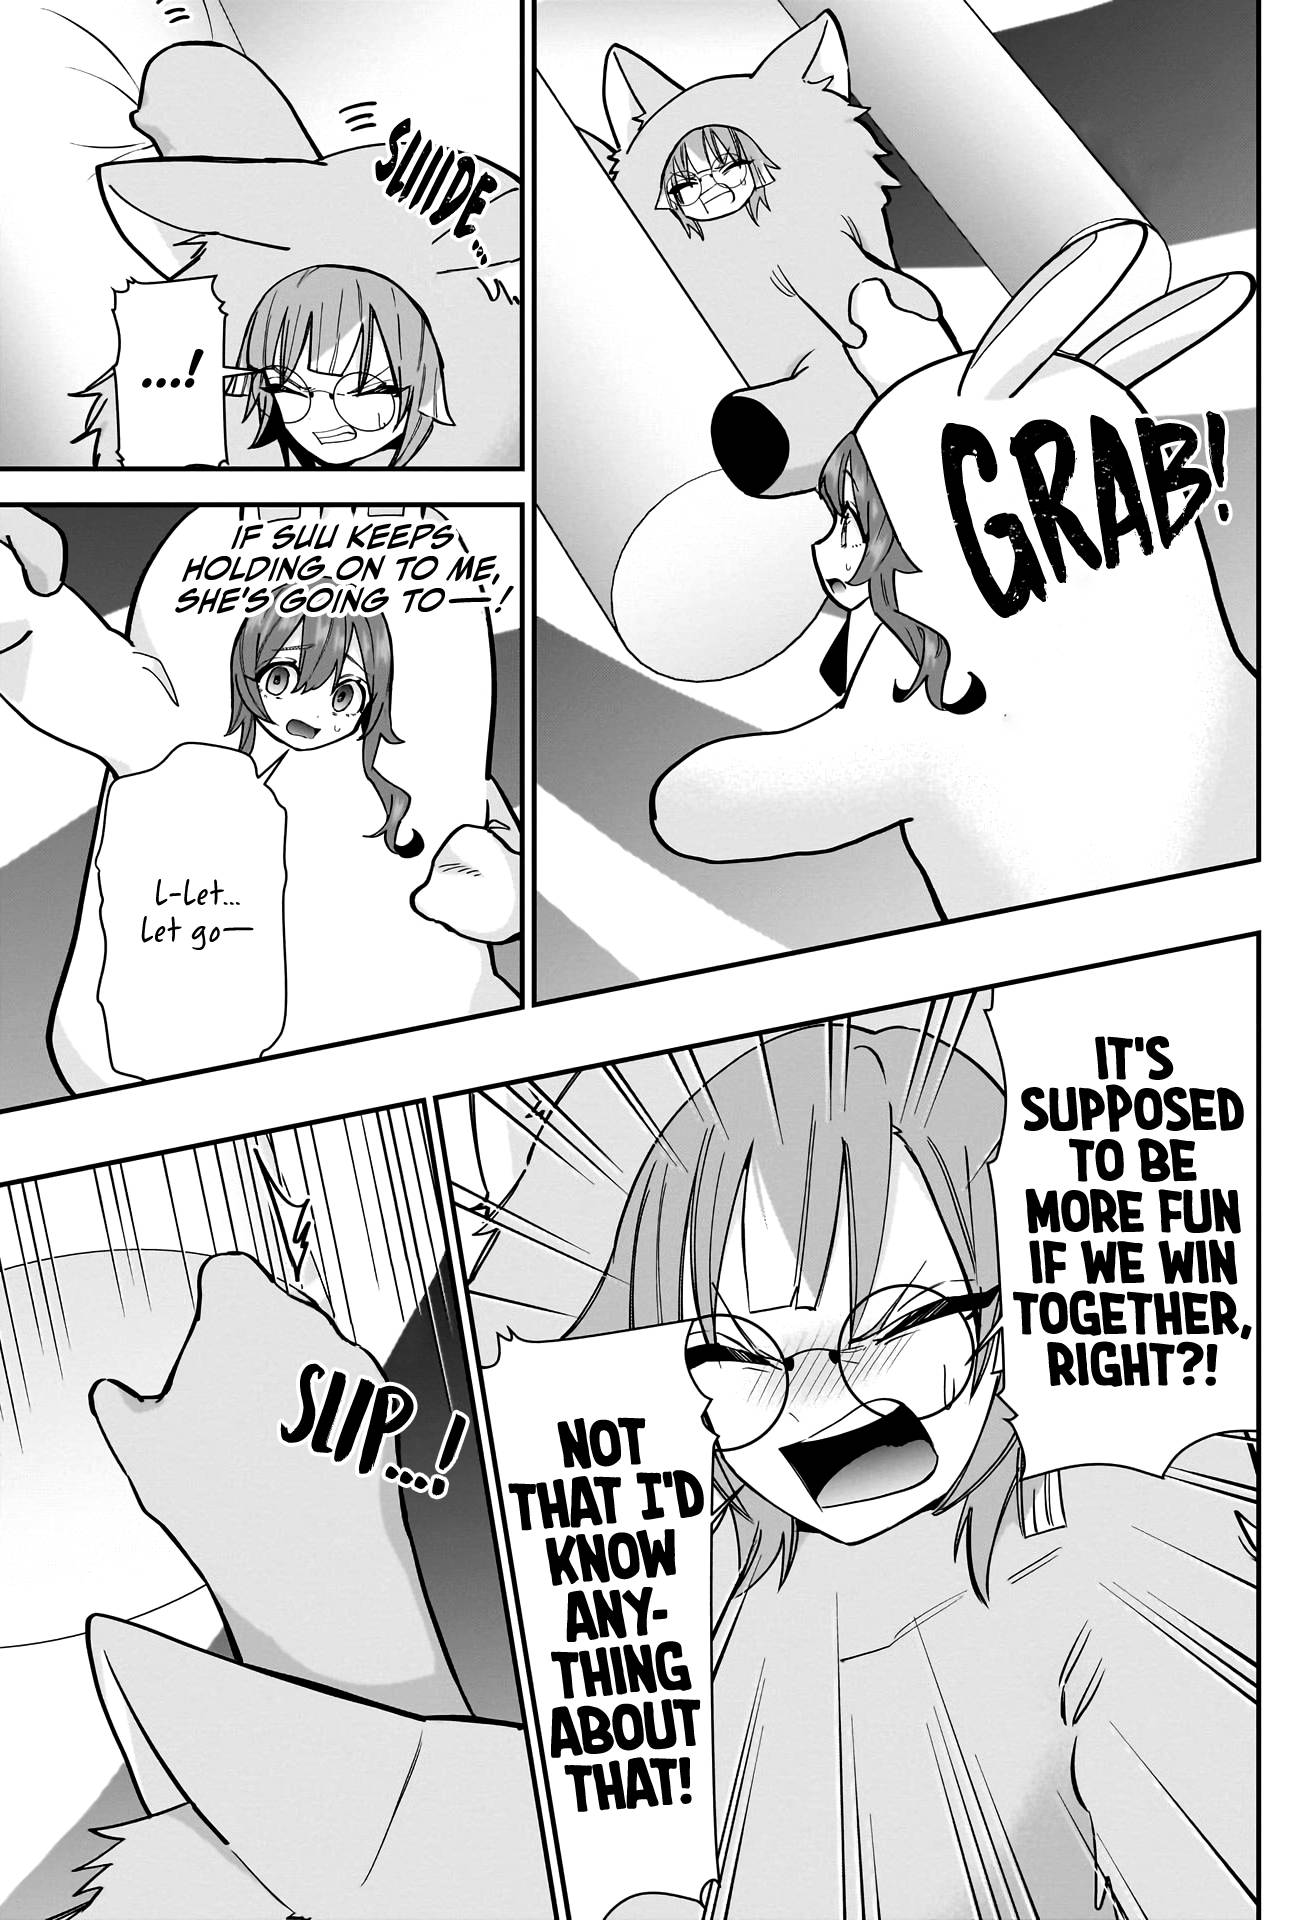 GRAB!
SLIIIDE...
...!
IF SUU KEEPS
HOLDING ON TO ME,
SHE'S GOING TO—!
L-Let...
Let go—
IT'S
SUPPOSED
TO BE
MORE FUN
IF WE WIN
TOGETHER,
RIGHT?!
NOT
THAT I'D
KNOW
ANY-
THING
ABOUT
THAT!
SLIP...!